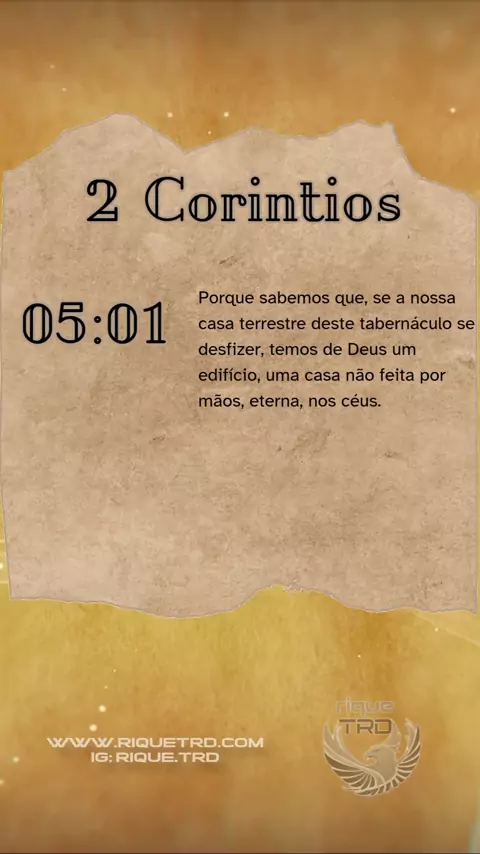 2 Corintios
05:01
Porque sabemos que, se a nossa
casa terrestre deste tabernáculo se
desfizer, temos de Deus um
edifício, uma casa não feita por
mãos, eterna, nos céus.
rique
TRD
WWW.RIQUETRD.COM
IG: RIQUE.TRD